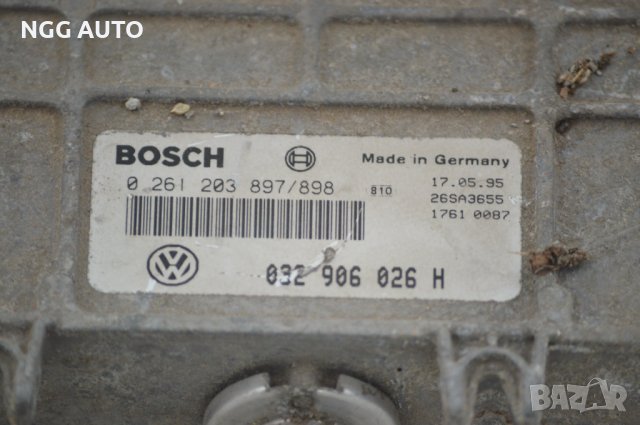 NGG AUTO
BOSCH
Made in Germany
0 261 203 897/898
810
17.05.95
26SA3655
1761 0087
VW
032 906 026 H
BAZAR